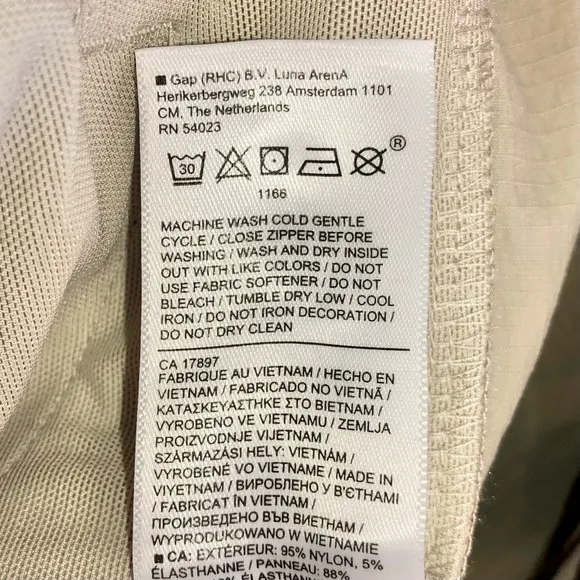 ■ Gap (RHC) B.V. Luna ArenA
Herikerbergweg 238 Amsterdam 1101
CM, The Netherlands
RN 54023
30 ®
1166
MACHINE WASH COLD GENTLE
CYCLE / CLOSE ZIPPER BEFORE
WASHING / WASH AND DRY INSIDE
OUT WITH LIKE COLORS / DO NOT
USE FABRIC SOFTENER / DO NOT
BLEACH / TUMBLE DRY LOW / COOL
IRON / DO NOT IRON DECORATION /
DO NOT DRY CLEAN
CA 17897
FABRIQUE AU VIETNAM / HECHO EN
VIETNAM / FABRICADO NO VIETNÃ /
ΚΑΤΑΣΚΕΥΑΣΤΗΚΕ ΣΤΟ ΒΙΕΤΝΑΜ /
VYROBENO VE VIETNAMU / ZEMLJA
PROIZVODNJE VIJETNAM /
SZÁRMAZÁSI HELY: VIETNÁM /
VYROBENÉ VO VIETNAME / MADE IN
VIYETNAM / ВИРОБЛЕНО У В'ЄТНАМІ
/ FABRICAT ÎN VIETNAM /
ПРОИЗВЕДЕНО ВЪВ ВИЕТНАМ /
WYPRODUKOWANO W WIETNAMIE
■ CA: EXTÉRIEUR: 95% NYLON, 5%
ÉLASTHANNE / PANNEAU: 88%